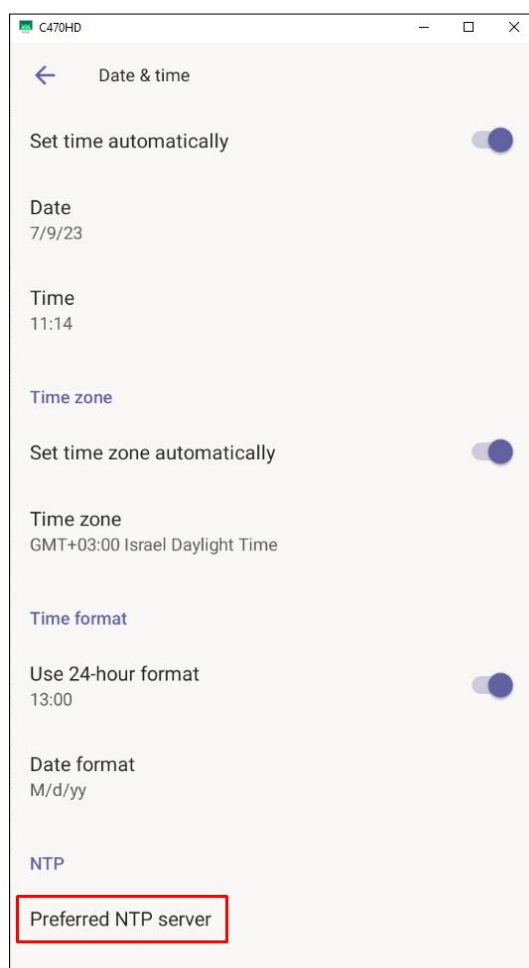 C470HD
Date & time
Set time automatically
Date
7/9/23
Time
11:14
Time zone
Set time zone automatically
Time zone
GMT+03:00 Israel Daylight Time
Time format
Use 24-hour format
13:00
Date format
M/d/yy
NTP
Preferred NTP server